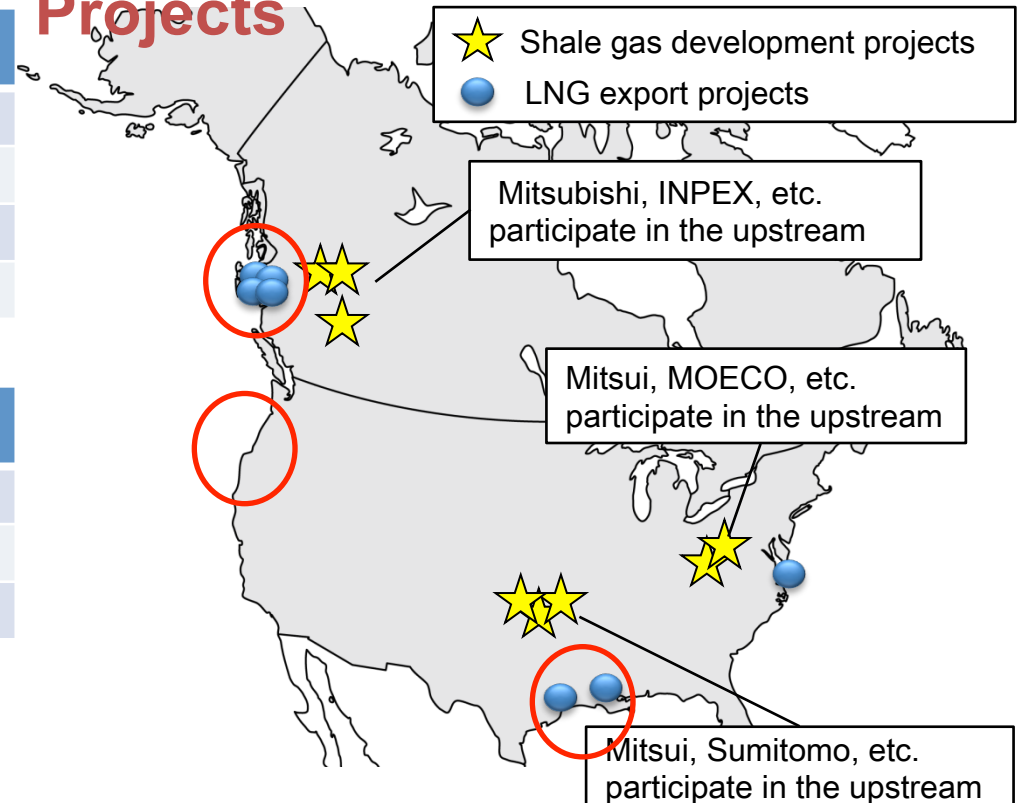 Projects
Shale gas development projects
LNG export projects
Mitsubishi, INPEX, etc.
participate in the upstream
Mitsui, MOECO, etc.
participate in the upstream
Mitsui, Sumitomo, etc.
participate in the upstream